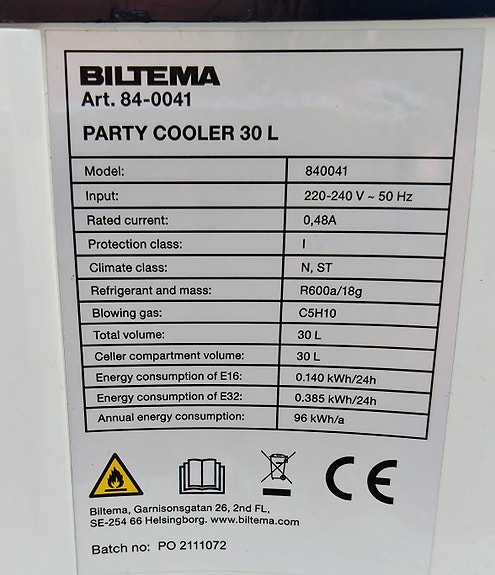 BILTEMA
Art. 84-0041
PARTY COOLER 30 L
Model: 840041
Input: 220-240 V ~ 50 Hz
Rated current: 0,48A
Protection class: I
Climate class: N, ST
Refrigerant and mass: R600a/18g
Blowing gas: C5H10
Total volume: 30 L
Celler compartment volume: 30 L
Energy consumption of E16: 0.140 kWh/24h
Energy consumption of E32: 0.385 kWh/24h
Annual energy consumption: 96 kWh/a
CE
Biltema, Garnisonsgatan 26, 2nd FL,
SE-254 66 Helsingborg. www.biltema.com
Batch no: PO 2111072